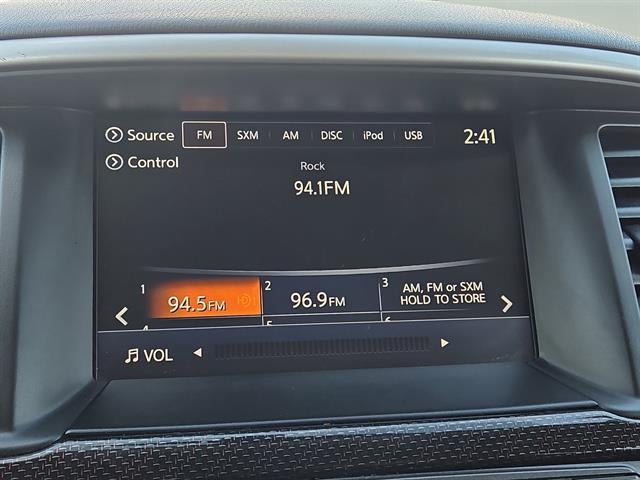 Source FM SXM AM DISC iPod USB 2:41
Control
Rock
94.1FM
1 94.5FM 2 96.9FM 3 AM, FM or SXM
HOLD TO STORE
VOL